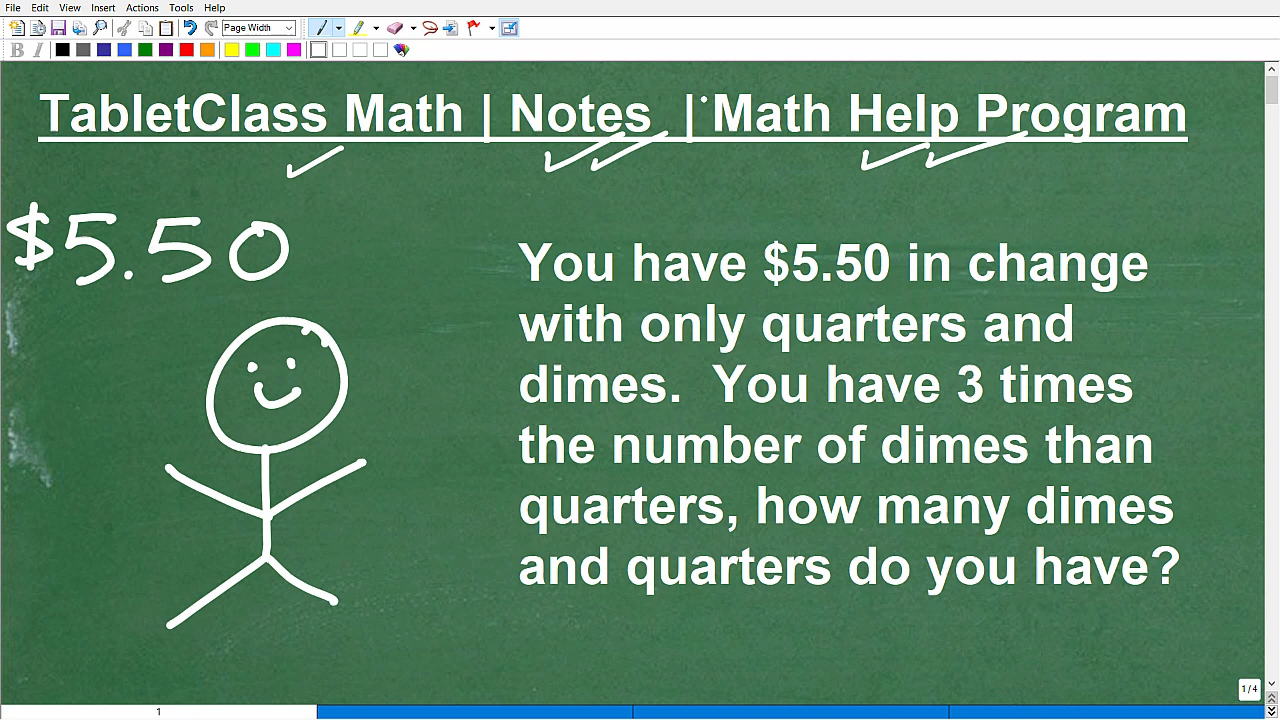 File Edit View Insert Actions Tools Help
Page Width
B I
TabletClass Math | Notes | Math Help Program
$5.50
You have $5.50 in change
with only quarters and
dimes. You have 3 times
the number of dimes than
quarters, how many dimes
and quarters do you have?
1/4
1